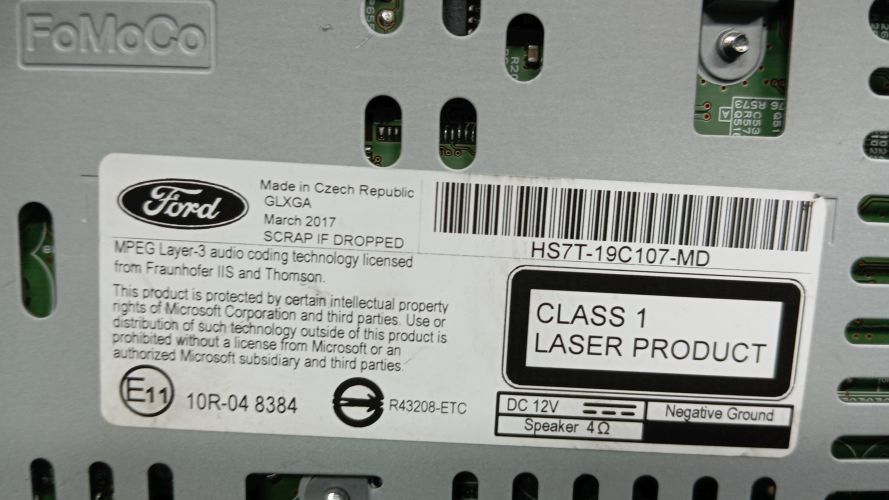 FoMoCo
Ford
Made in Czech Republic
GLXGA
March 2017
SCRAP IF DROPPED
HS7T-19C107-MD
MPEG Layer-3 audio coding technology licensed
from Fraunhofer IIS and Thomson.
This product is protected by certain intellectual property
rights of Microsoft Corporation and third parties. Use or
distribution of such technology outside of this product is
prohibited without a license from Microsoft or an
authorized Microsoft subsidiary and third parties.
CLASS 1
LASER PRODUCT
E11
10R-04 8384
R43208-ETC
DC 12V
Negative Ground
Speaker 4Ω
R573
A